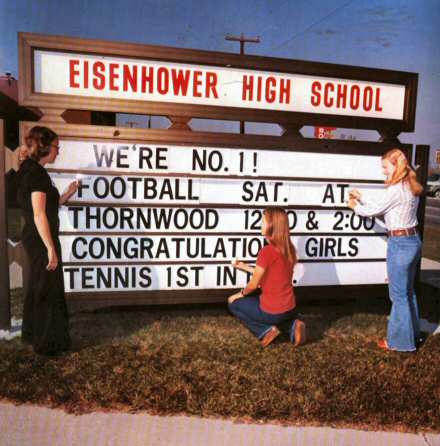 EISENHOWER HIGH SCHOOL
WE'RE NO.1!
FOOTBALL SAT. AT
THORNWOOD & 2:00
GIRLS
TENNIS 1ST IN